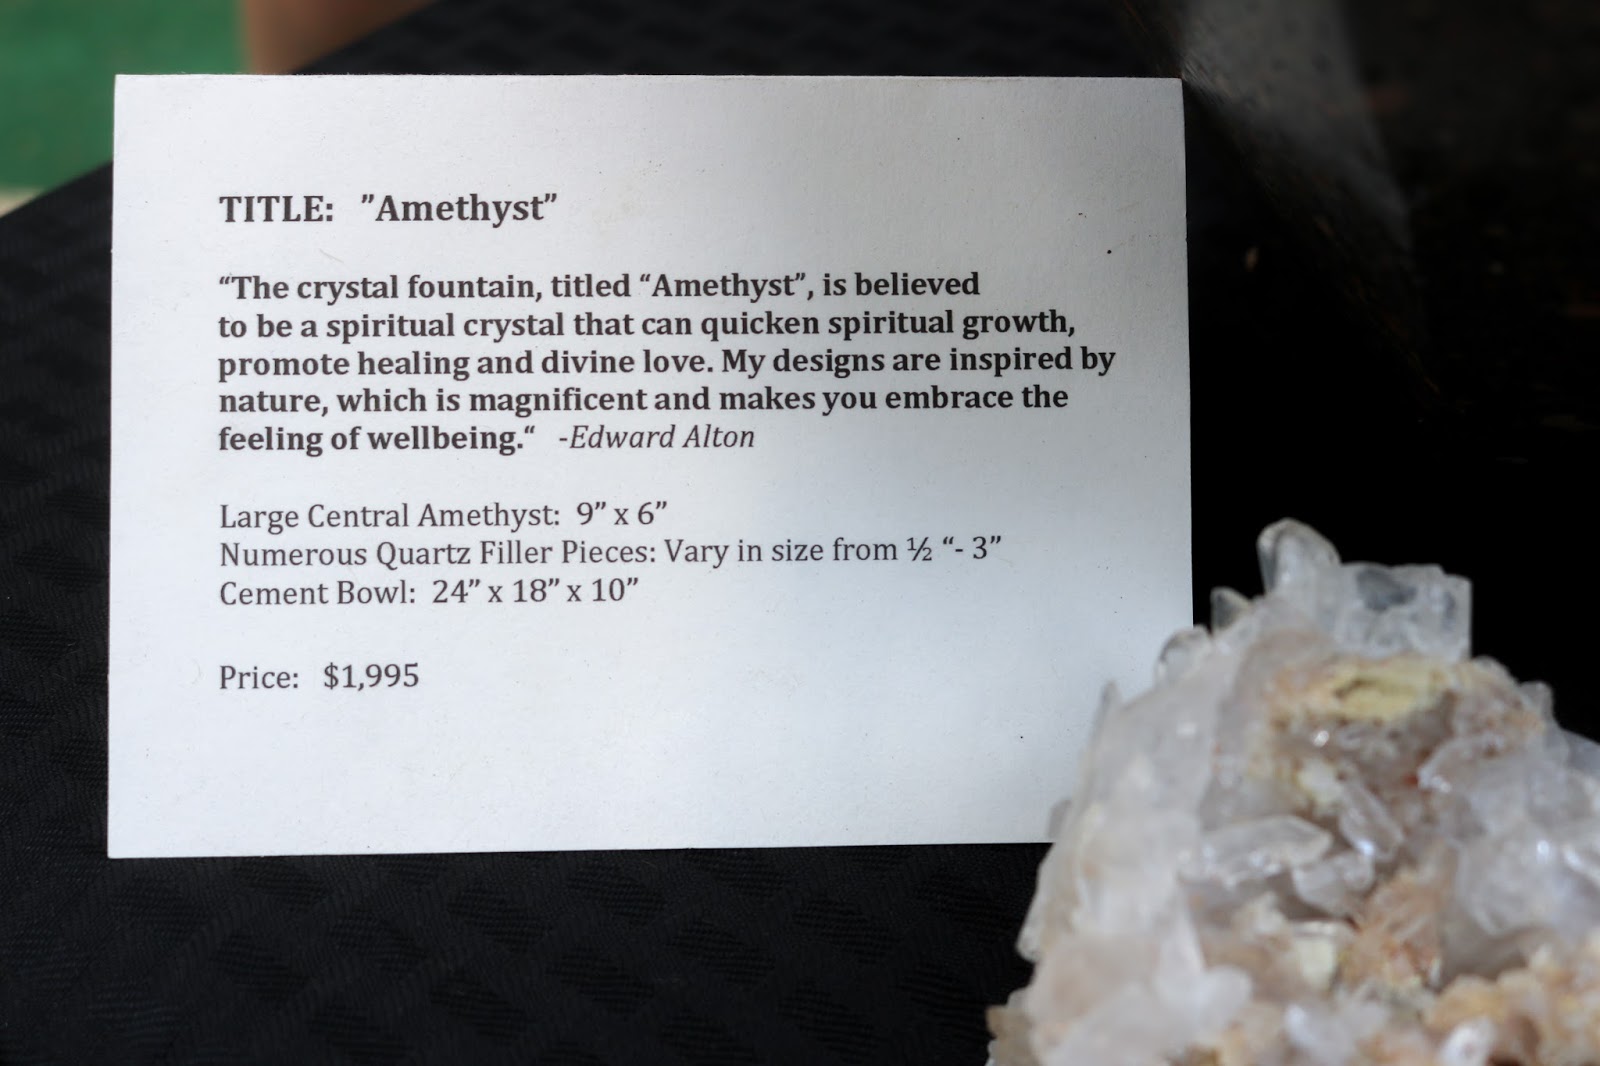 TITLE: ”Amethyst”
“The crystal fountain, titled “Amethyst”, is believed
to be a spiritual crystal that can quicken spiritual growth,
promote healing and divine love. My designs are inspired by
nature, which is magnificent and makes you embrace the
feeling of wellbeing.“ -Edward Alton
Large Central Amethyst: 9” x 6”
Numerous Quartz Filler Pieces: Vary in size from ½ “- 3”
Cement Bowl: 24” x 18” x 10”
Price: $1,995